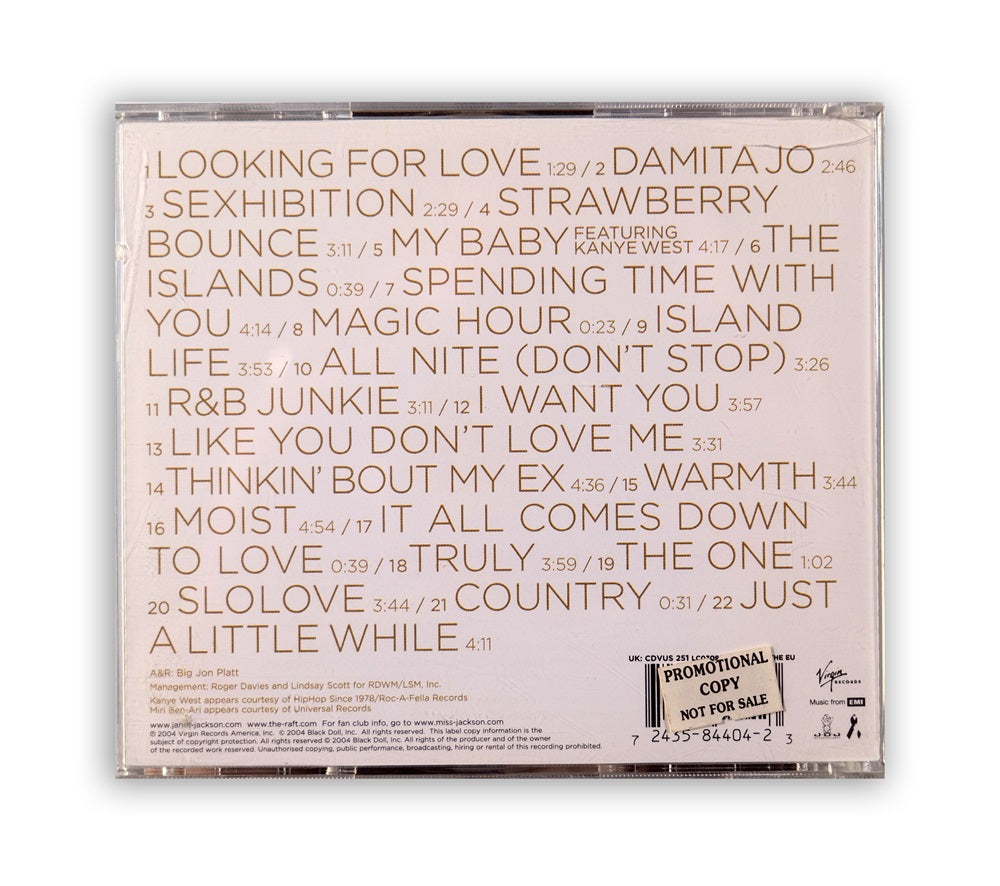 1 LOOKING FOR LOVE 1:29 / 2 DAMITA JO 2:46
3 SEXHIBITION 2:29 / 4 STRAWBERRY
BOUNCE 3:11 / 5 MY BABY FEATURING KANYE WEST 4:17 / 6 THE
ISLANDS 0:39 / 7 SPENDING TIME WITH
YOU 4:14 / 8 MAGIC HOUR 0:23 / 9 ISLAND
LIFE 3:53 / 10 ALL NITE (DON'T STOP) 3:26
11 R&B JUNKIE 3:11 / 12 I WANT YOU 3:57
13 LIKE YOU DON'T LOVE ME 3:31
14 THINKIN' BOUT MY EX 4:36 / 15 WARMTH 3:44
16 MOIST 4:54 / 17 IT ALL COMES DOWN
TO LOVE 0:39 / 18 TRULY 3:59 / 19 THE ONE 1:02
20 SLOLOVE 3:44 / 21 COUNTRY 0:31 / 22 JUST
A LITTLE WHILE 4:11
A&R: Big Jon Platt
Management: Roger Davies and Lindsay Scott for RDWM/LSM, Inc.
Kanye West appears courtesy of HipHop Since 1978/Roc-A-Fella Records
Miri Ben-Ari appears courtesy of Universal Records
www.janet-jackson.com www.the-raft.com For fan club info, go to www.miss-jackson.com
℗ 2004 Virgin Records America, Inc. © 2004 Black Doll, Inc. All rights reserved. This label copy information is the
subject of copyright protection. All rights reserved © 2004 Black Doll, Inc. All rights of the producer and of the owner
of the recorded work reserved. Unauthorised copying, public performance, broadcasting, hiring or rental of this recording prohibited.
UK: CDVUS 251 HE EU
PROMOTIONAL
COPY
NOT FOR SALE
7 2435-84404-2 3
Virgin
RECORDS
Music from EMI
JDJ